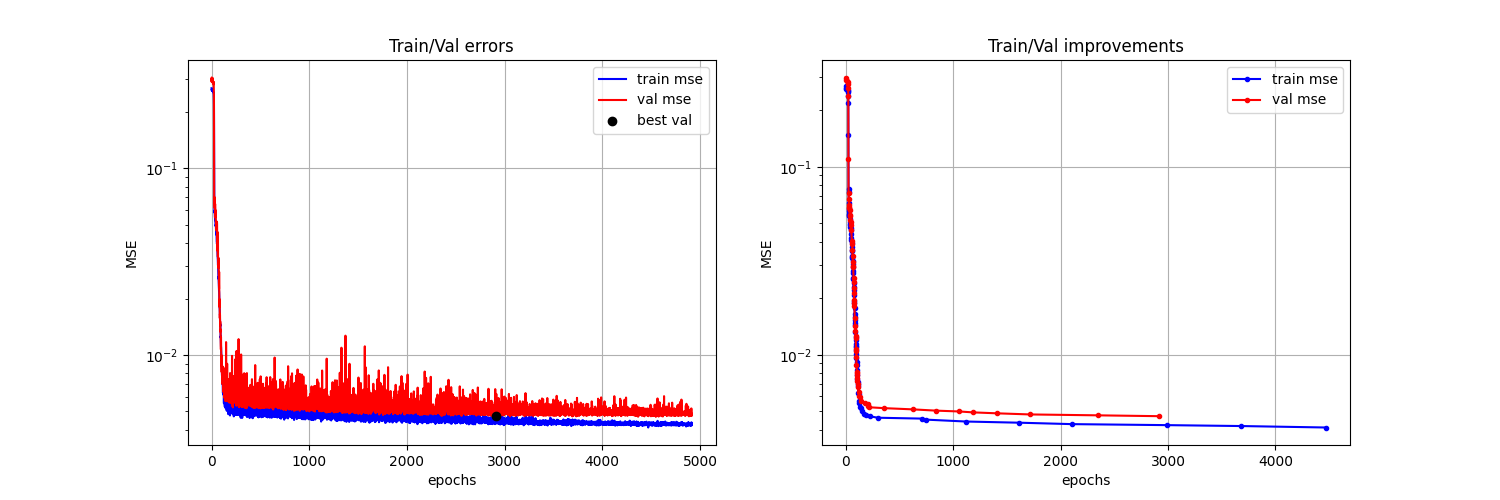 Train/Val errors
train mse
val mse
best val
MSE
10⁻¹
10⁻²
0 1000 2000 3000 4000 5000
epochs
Train/Val improvements
train mse
val mse
MSE
10⁻¹
10⁻²
0 1000 2000 3000 4000
epochs